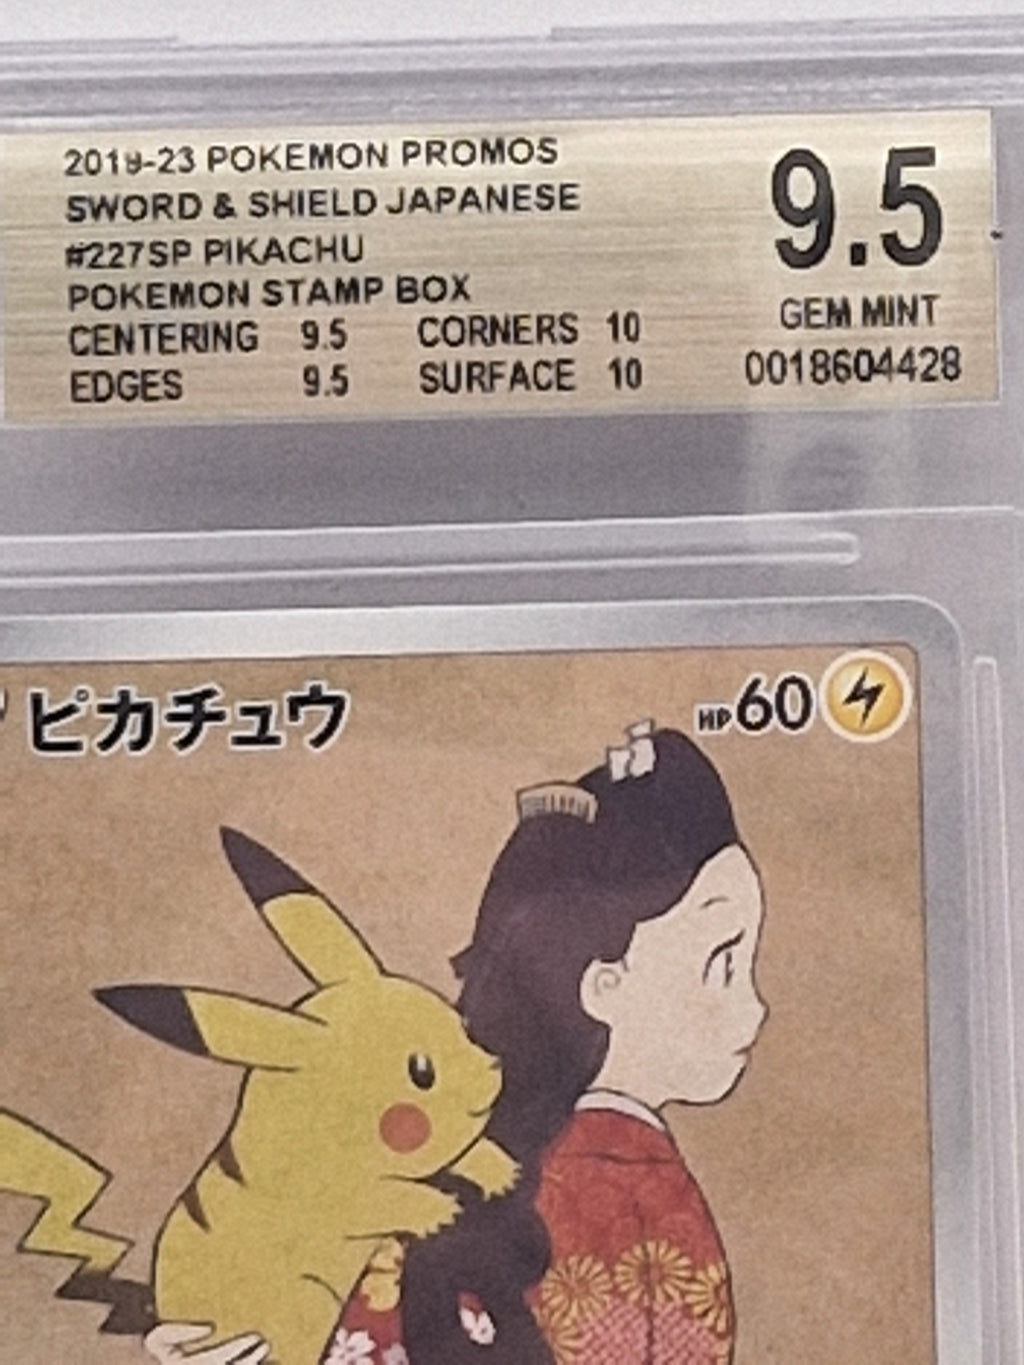 2019-23 POKEMON PROMOS
SWORD & SHIELD JAPANESE
#227SP PIKACHU
POKEMON STAMP BOX
CENTERING 9.5 CORNERS 10
EDGES 9.5 SURFACE 10
9.5
GEM MINT
0018604428
ピカチュウ HP60